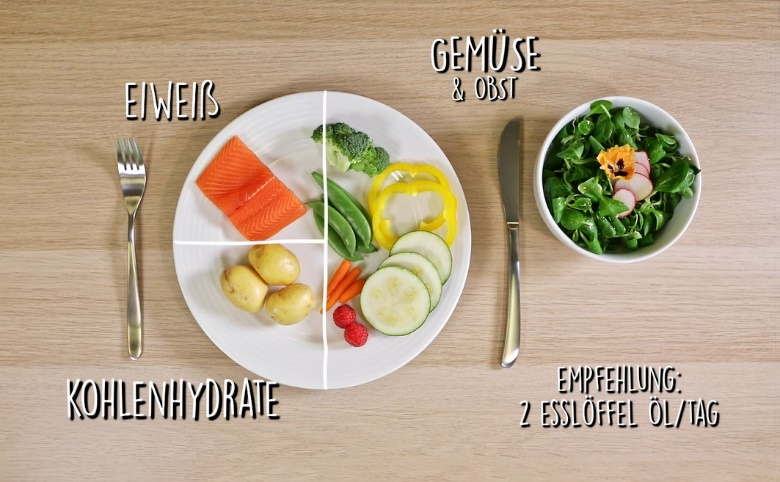 EIWEIß
GEMÜSE
& OBST
KOHLENHYDRATE
EMPFEHLUNG:
2 ESSLÖFFEL ÖL/TAG